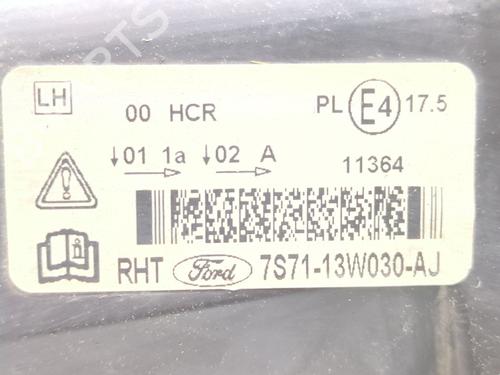 LH
00 HCR
PL E4 17.5
↓01 1a ↓02 A
11364
RHT Ford 7S71-13W030-AJ